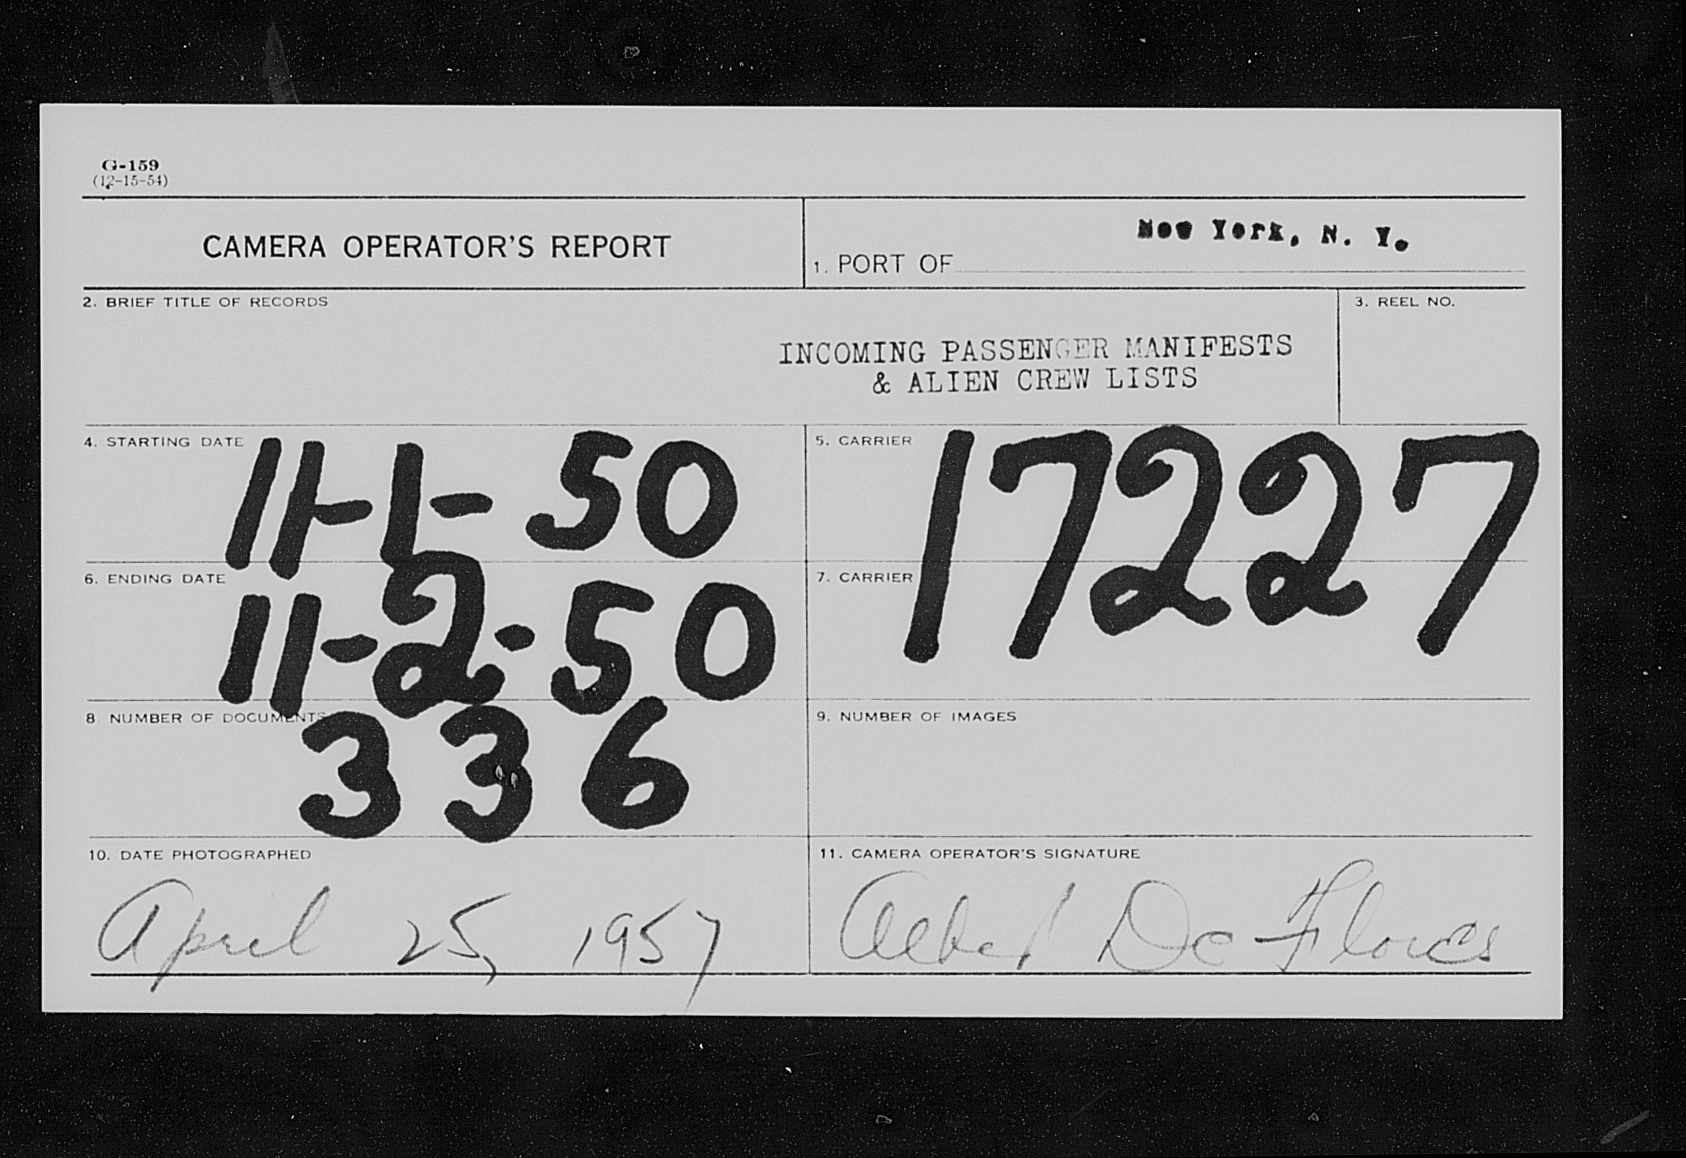 G-159
(12-15-54)
CAMERA OPERATOR'S REPORT
1. PORT OF New York, N. Y.
2. BRIEF TITLE OF RECORDS
INCOMING PASSENGER MANIFESTS
& ALIEN CREW LISTS
3. REEL NO.
4. STARTING DATE 11-1-50
5. CARRIER 17227
6. ENDING DATE 11-2-50
7. CARRIER
8 NUMBER OF DOCUMENTS 336
9. NUMBER OF IMAGES
10. DATE PHOTOGRAPHED
April 25, 1957
11. CAMERA OPERATOR'S SIGNATURE
Albert De Flores